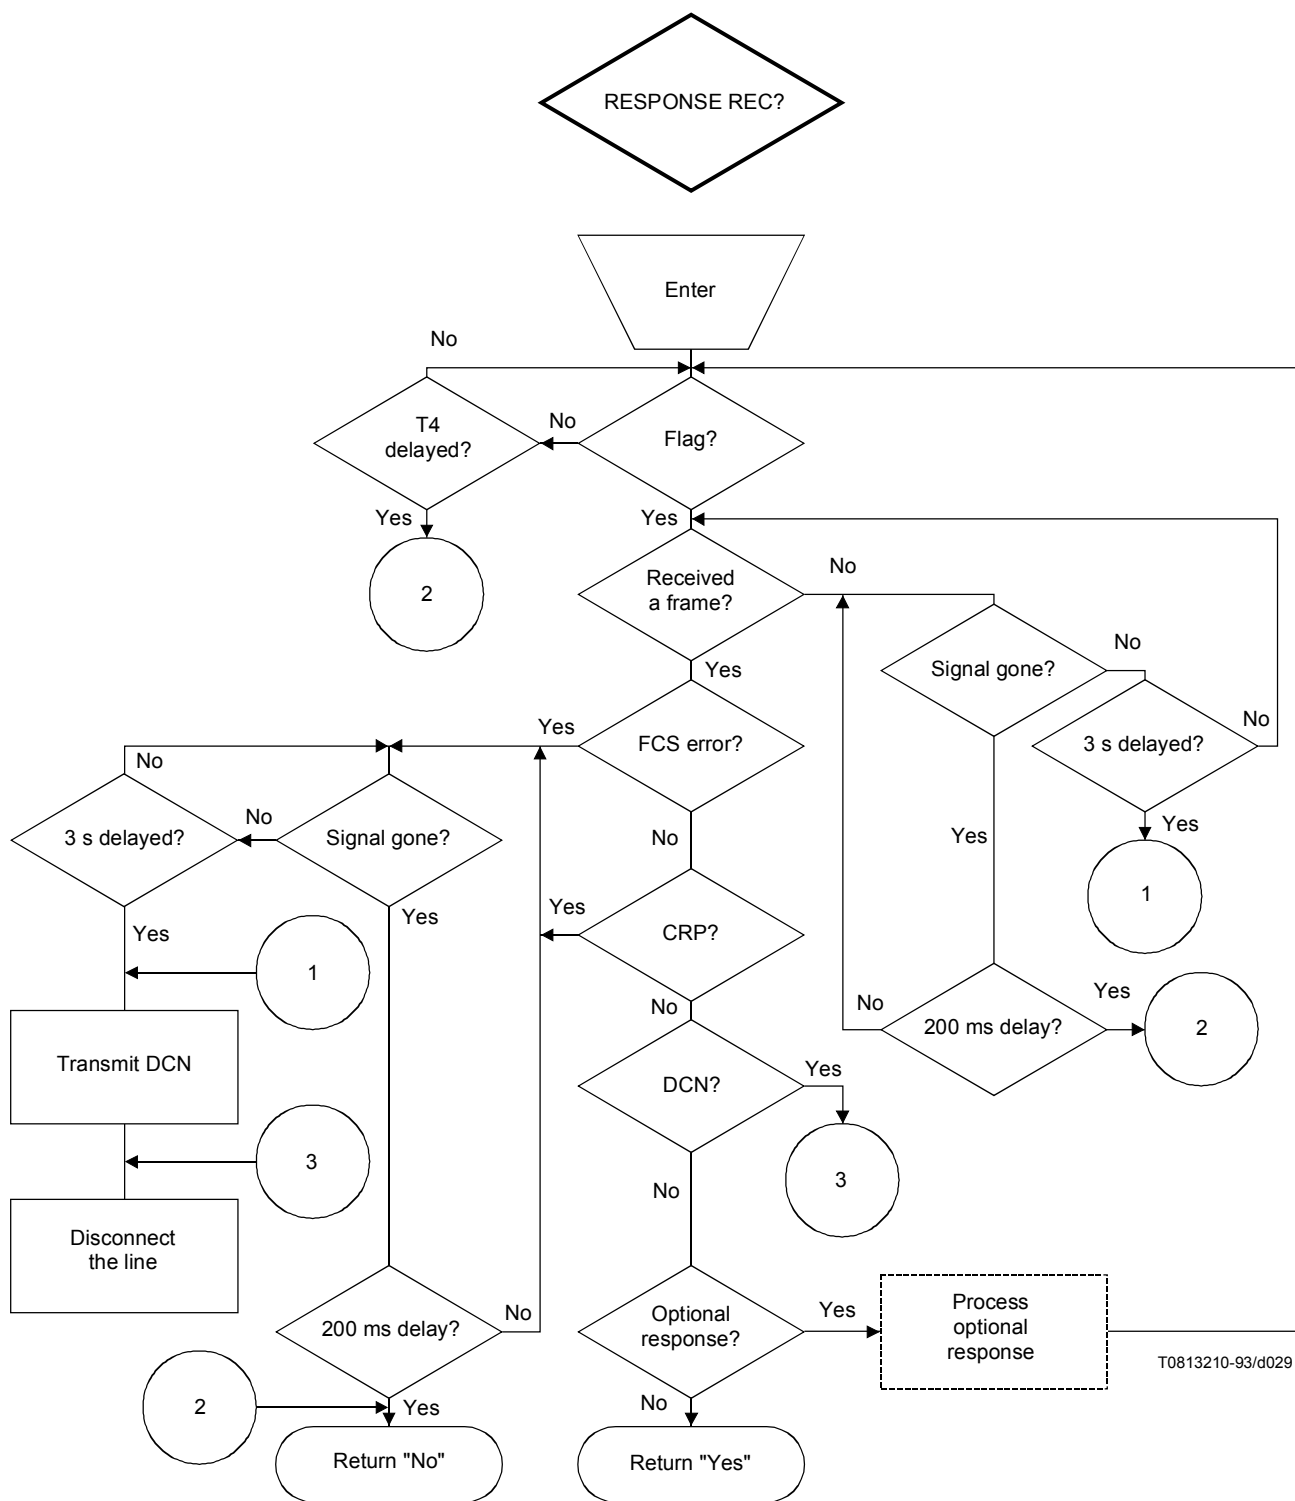 RESPONSE REC?
Enter
No
T4
delayed?
No
Flag?
Yes
Yes
2
Received
a frame?
No
Yes
Signal gone?
No
3 s delayed?
No
Yes
FCS error?
Yes
No
3 s delayed?
No
Signal gone?
No
Yes
1
Yes
Yes
Yes
CRP?
1
No
200 ms delay?
No
Yes
2
Transmit DCN
DCN?
Yes
3
3
No
Disconnect
the line
200 ms delay?
No
Optional
response?
Yes
Process
optional
response
T0813210-93/d029
2
Yes
No
Return "No"
Return "Yes"